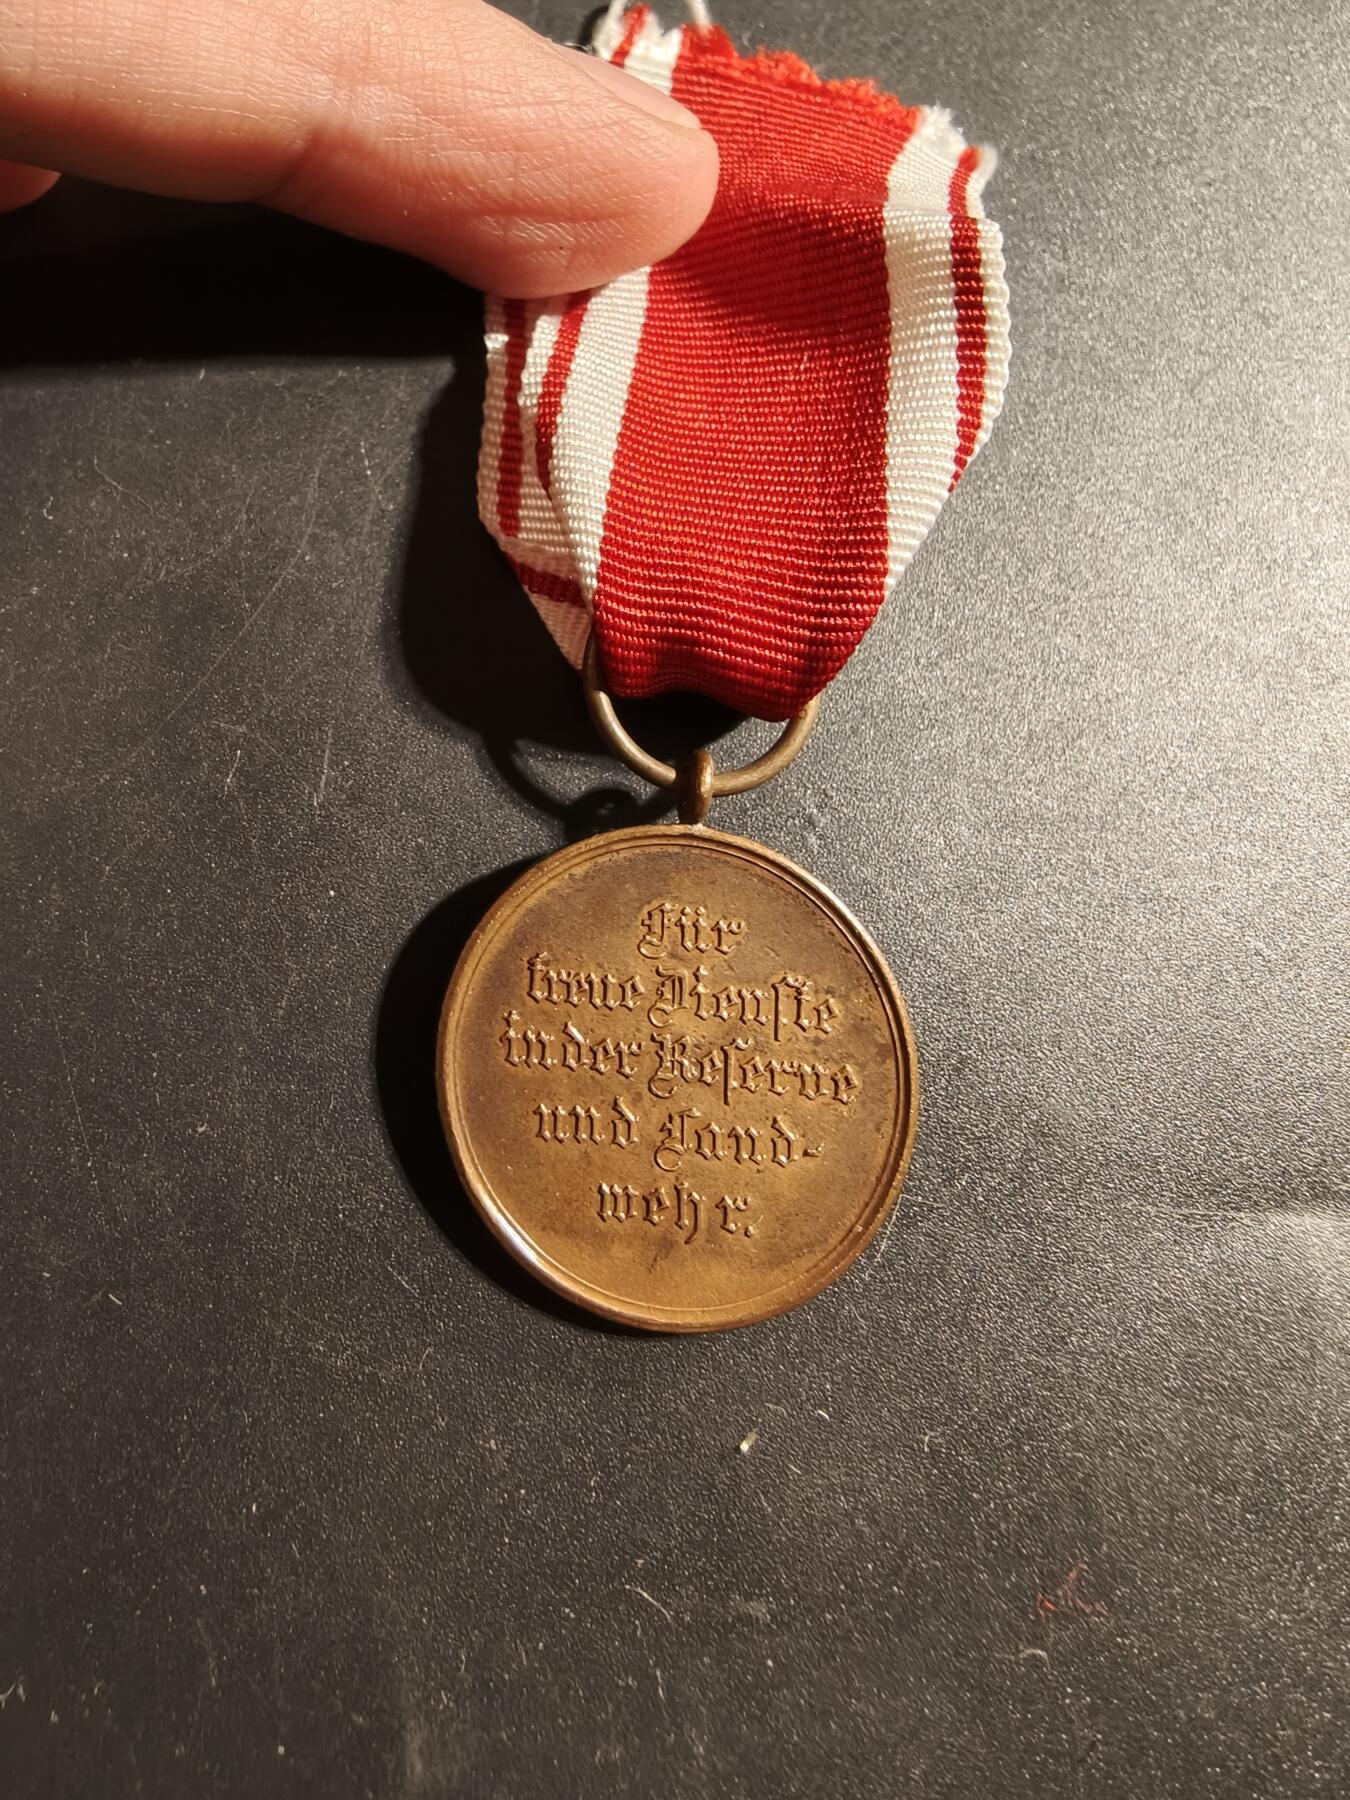 Für
treue Dienste
in der Reserve
und Land-
wehr.